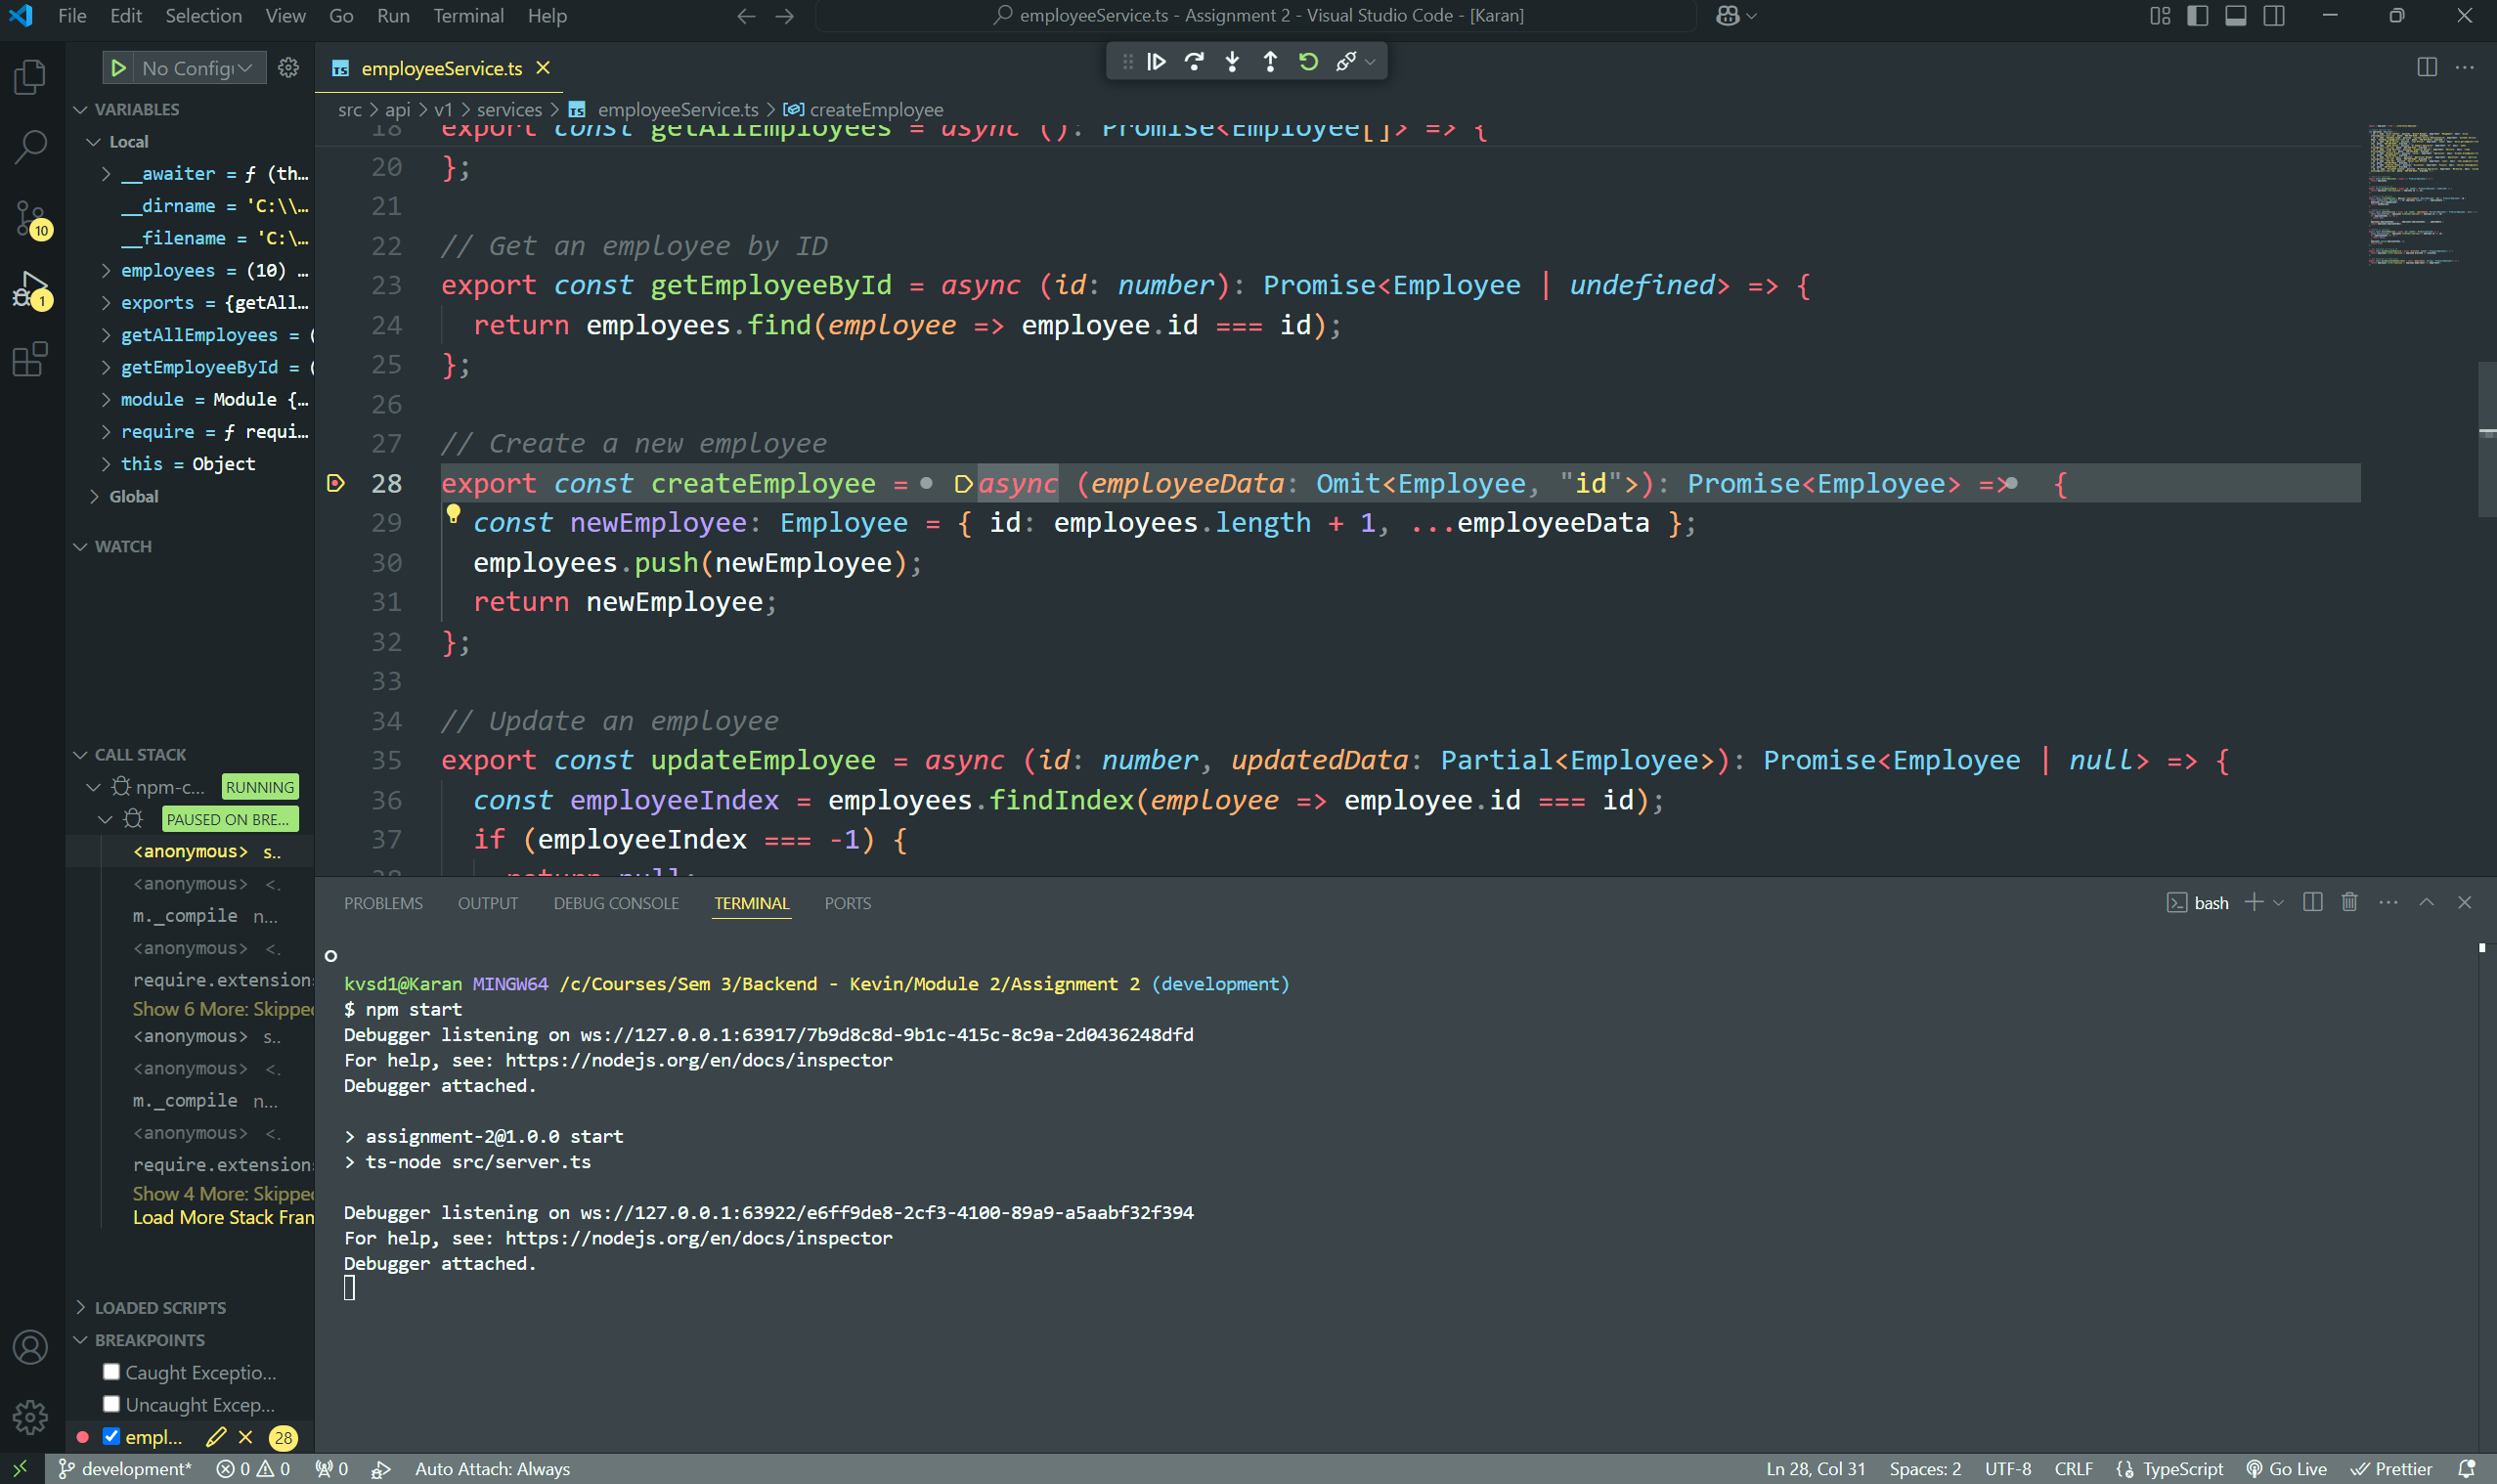 File Edit Selection View Go Run Terminal Help
employeeService.ts - Assignment 2 - Visual Studio Code - [Karan]
No Config
employeeService.ts
src > api > v1 > services > TS employeeService.ts > createEmployee
VARIABLES
Local
__awaiter = ƒ (th...
__dirname = 'C:\\...
__filename = 'C:\...
employees = (10) ...
exports = {getAll...
getAllEmployees = (
getEmployeeById = (
module = Module {...
require = ƒ requi...
this = Object
Global
WATCH
CALL STACK
npm-c... RUNNING
PAUSED ON BRE...
<anonymous> s..
<anonymous> <.
m._compile n...
<anonymous> <.
require.extension
Show 6 More: Skippe
<anonymous> s..
<anonymous> <.
m._compile n...
<anonymous> <.
require.extension
Show 4 More: Skippe
Load More Stack Fran
LOADED SCRIPTS
BREAKPOINTS
Caught Exceptio...
Uncaught Excep...
empl... 28
18 export const getAllEmployees = async (): Promise<Employee[]> => {
20 };
21
22 // Get an employee by ID
23 export const getEmployeeById = async (id: number): Promise<Employee | undefined> => {
24 return employees.find(employee => employee.id === id);
25 };
26
27 // Create a new employee
28 export const createEmployee = async (employeeData: Omit<Employee, "id">): Promise<Employee> => {
29 const newEmployee: Employee = { id: employees.length + 1, ...employeeData };
30 employees.push(newEmployee);
31 return newEmployee;
32 };
33
34 // Update an employee
35 export const updateEmployee = async (id: number, updatedData: Partial<Employee>): Promise<Employee | null> => {
36 const employeeIndex = employees.findIndex(employee => employee.id === id);
37 if (employeeIndex === -1) {
38 return null;
PROBLEMS OUTPUT DEBUG CONSOLE TERMINAL PORTS
bash
kvsd1@Karan MINGW64 /c/Courses/Sem 3/Backend - Kevin/Module 2/Assignment 2 (development)
$ npm start
Debugger listening on ws://127.0.0.1:63917/7b9d8c8d-9b1c-415c-8c9a-2d0436248dfd
For help, see: https://nodejs.org/en/docs/inspector
Debugger attached.
> assignment-2@1.0.0 start
> ts-node src/server.ts
Debugger listening on ws://127.0.0.1:63922/e6ff9de8-2cf3-4100-89a9-a5aabf32f394
For help, see: https://nodejs.org/en/docs/inspector
Debugger attached.
development* 0 0 0 Auto Attach: Always
Ln 28, Col 31 Spaces: 2 UTF-8 CRLF TypeScript Go Live Prettier
10
1